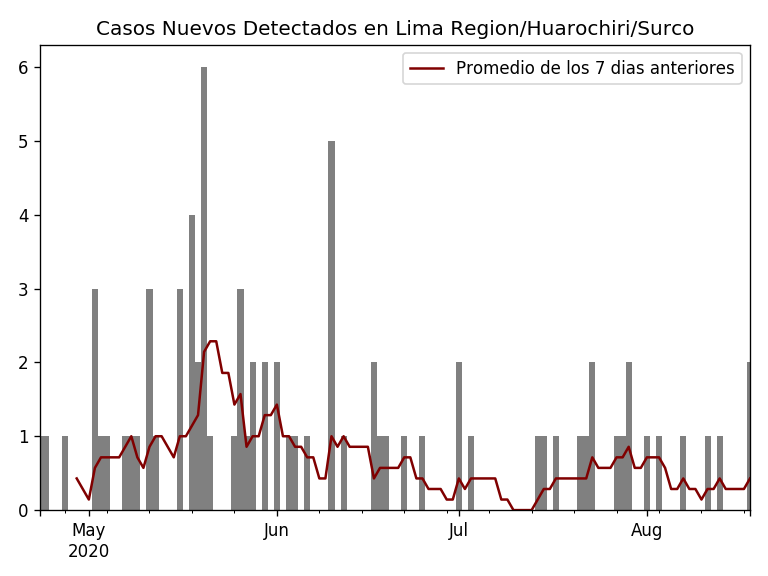 Casos Nuevos Detectados en Lima Region/Huarochiri/Surco
Promedio de los 7 dias anteriores
6
5
4
3
2
1
0
May
2020
Jun
Jul
Aug